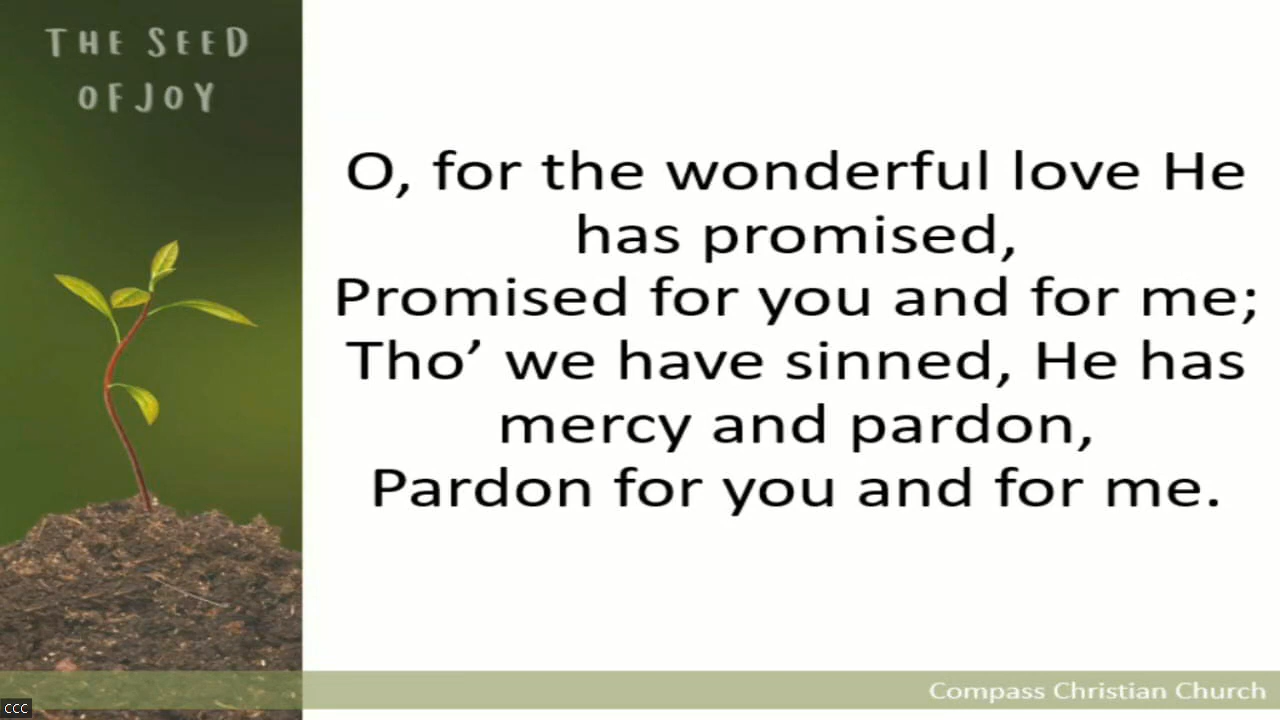 THE SEED
OF JOY
O, for the wonderful love He
has promised,
Promised for you and for me;
Tho’ we have sinned, He has
mercy and pardon,
Pardon for you and for me.
Compass Christian Church
CCC